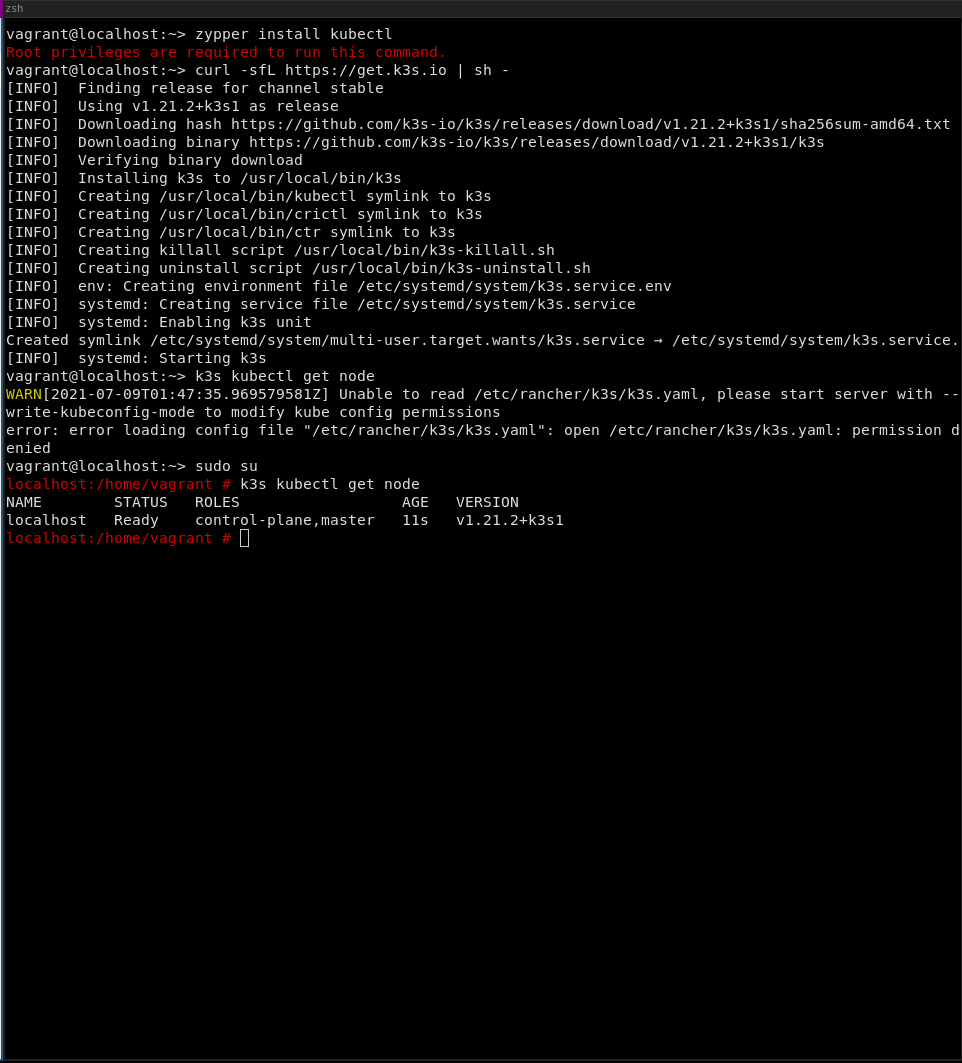 zsh
vagrant@localhost:~> zypper install kubectl
Root privileges are required to run this command.
vagrant@localhost:~> curl -sfL https://get.k3s.io | sh -
[INFO]  Finding release for channel stable
[INFO]  Using v1.21.2+k3s1 as release
[INFO]  Downloading hash https://github.com/k3s-io/k3s/releases/download/v1.21.2+k3s1/sha256sum-amd64.txt
[INFO]  Downloading binary https://github.com/k3s-io/k3s/releases/download/v1.21.2+k3s1/k3s
[INFO]  Verifying binary download
[INFO]  Installing k3s to /usr/local/bin/k3s
[INFO]  Creating /usr/local/bin/kubectl symlink to k3s
[INFO]  Creating /usr/local/bin/crictl symlink to k3s
[INFO]  Creating /usr/local/bin/ctr symlink to k3s
[INFO]  Creating killall script /usr/local/bin/k3s-killall.sh
[INFO]  Creating uninstall script /usr/local/bin/k3s-uninstall.sh
[INFO]  env: Creating environment file /etc/systemd/system/k3s.service.env
[INFO]  systemd: Creating service file /etc/systemd/system/k3s.service
[INFO]  systemd: Enabling k3s unit
Created symlink /etc/systemd/system/multi-user.target.wants/k3s.service → /etc/systemd/system/k3s.service.
[INFO]  systemd: Starting k3s
vagrant@localhost:~> k3s kubectl get node
WARN[2021-07-09T01:47:35.969579581Z] Unable to read /etc/rancher/k3s/k3s.yaml, please start server with --
write-kubeconfig-mode to modify kube config permissions
error: error loading config file "/etc/rancher/k3s/k3s.yaml": open /etc/rancher/k3s/k3s.yaml: permission d
enied
vagrant@localhost:~> sudo su
localhost:/home/vagrant # k3s kubectl get node
NAME        STATUS   ROLES                  AGE   VERSION
localhost   Ready    control-plane,master   11s   v1.21.2+k3s1
localhost:/home/vagrant #